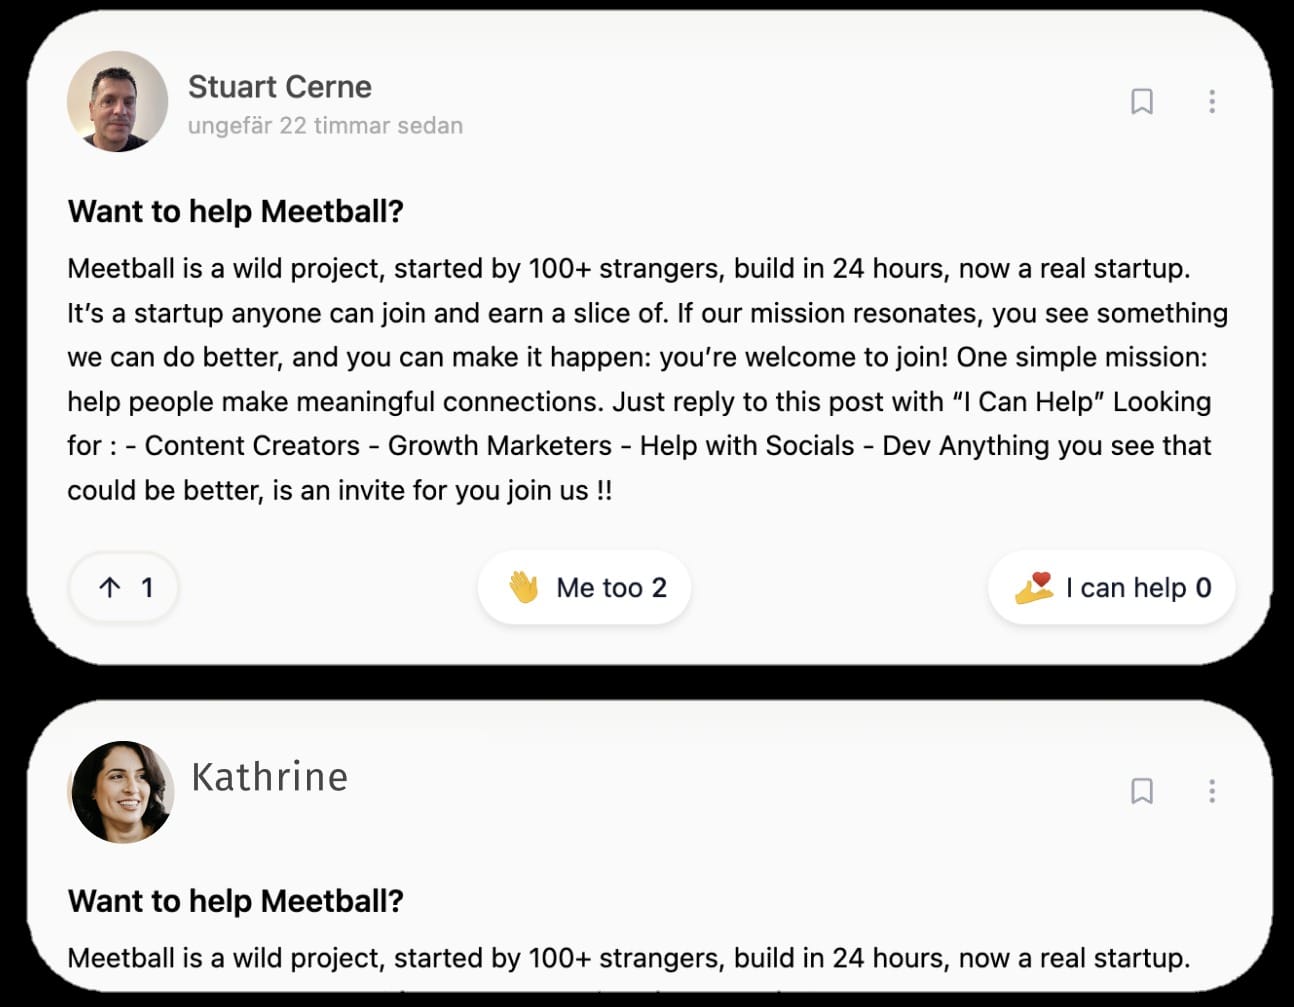 Stuart Cerne
ungefär 22 timmar sedan
Want to help Meetball?
Meetball is a wild project, started by 100+ strangers, build in 24 hours, now a real startup.
It’s a startup anyone can join and earn a slice of. If our mission resonates, you see something
we can do better, and you can make it happen: you’re welcome to join! One simple mission:
help people make meaningful connections. Just reply to this post with “I Can Help” Looking
for : - Content Creators - Growth Marketers - Help with Socials - Dev Anything you see that
could be better, is an invite for you join us !!
1
Me too 2
I can help 0
Kathrine
Want to help Meetball?
Meetball is a wild project, started by 100+ strangers, build in 24 hours, now a real startup.